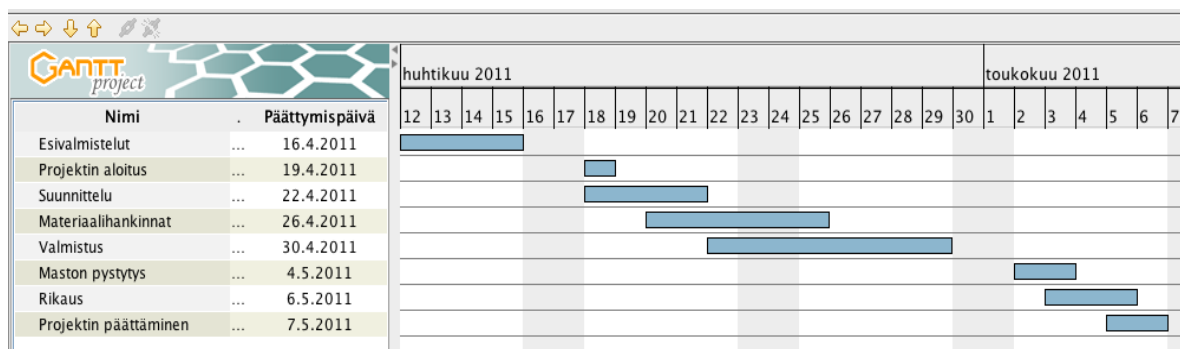 GANTT
project
huhtikuu 2011 toukokuu 2011
Nimi . Päättymispäivä 12 13 14 15 16 17 18 19 20 21 22 23 24 25 26 27 28 29 30 1 2 3 4 5 6 7
Esivalmistelut ... 16.4.2011
Projektin aloitus ... 19.4.2011
Suunnittelu ... 22.4.2011
Materiaalihankinnat ... 26.4.2011
Valmistus ... 30.4.2011
Maston pystytys ... 4.5.2011
Rikaus ... 6.5.2011
Projektin päättäminen ... 7.5.2011